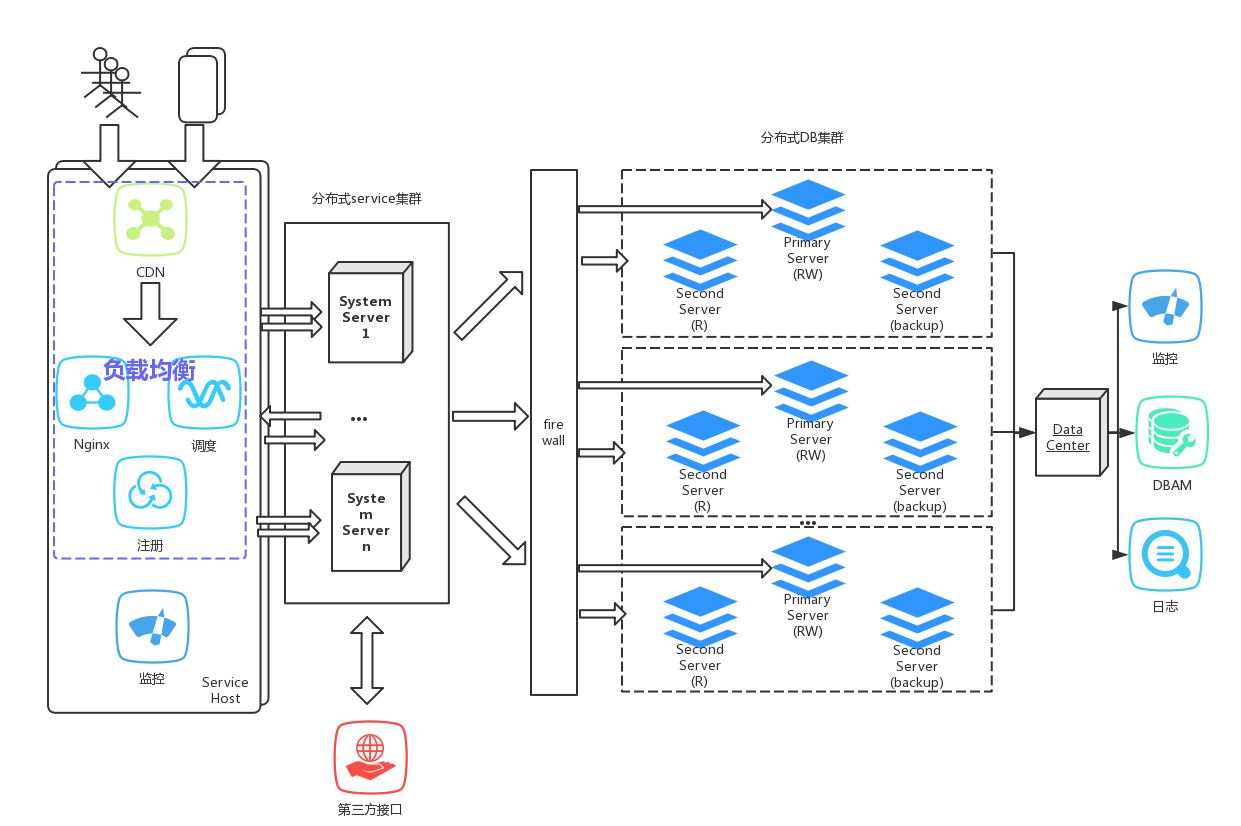 CDN
负载均衡
Nginx
调度
注册
监控
Service
Host
分布式service集群
System
Server
1
...
Syste
m
Server
n
第三方接口
fire
wall
分布式DB集群
Primary
Server
(RW)
Second
Server
(R)
Second
Server
(backup)
Primary
Server
(RW)
Second
Server
(R)
Second
Server
(backup)
...
Primary
Server
(RW)
Second
Server
(R)
Second
Server
(backup)
Data
Center
监控
DBAM
日志